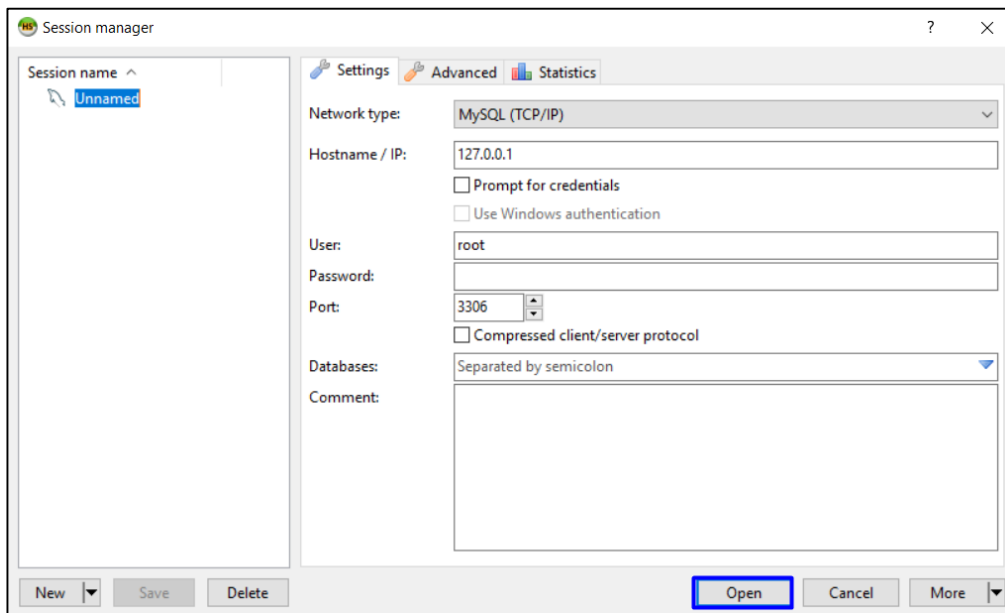 HS Session manager ?
Session name
Unnamed
Settings Advanced Statistics
Network type: MySQL (TCP/IP)
Hostname / IP: 127.0.0.1
Prompt for credentials
Use Windows authentication
User: root
Password:
Port: 3306
Compressed client/server protocol
Databases: Separated by semicolon
Comment:
New Save Delete Open Cancel More